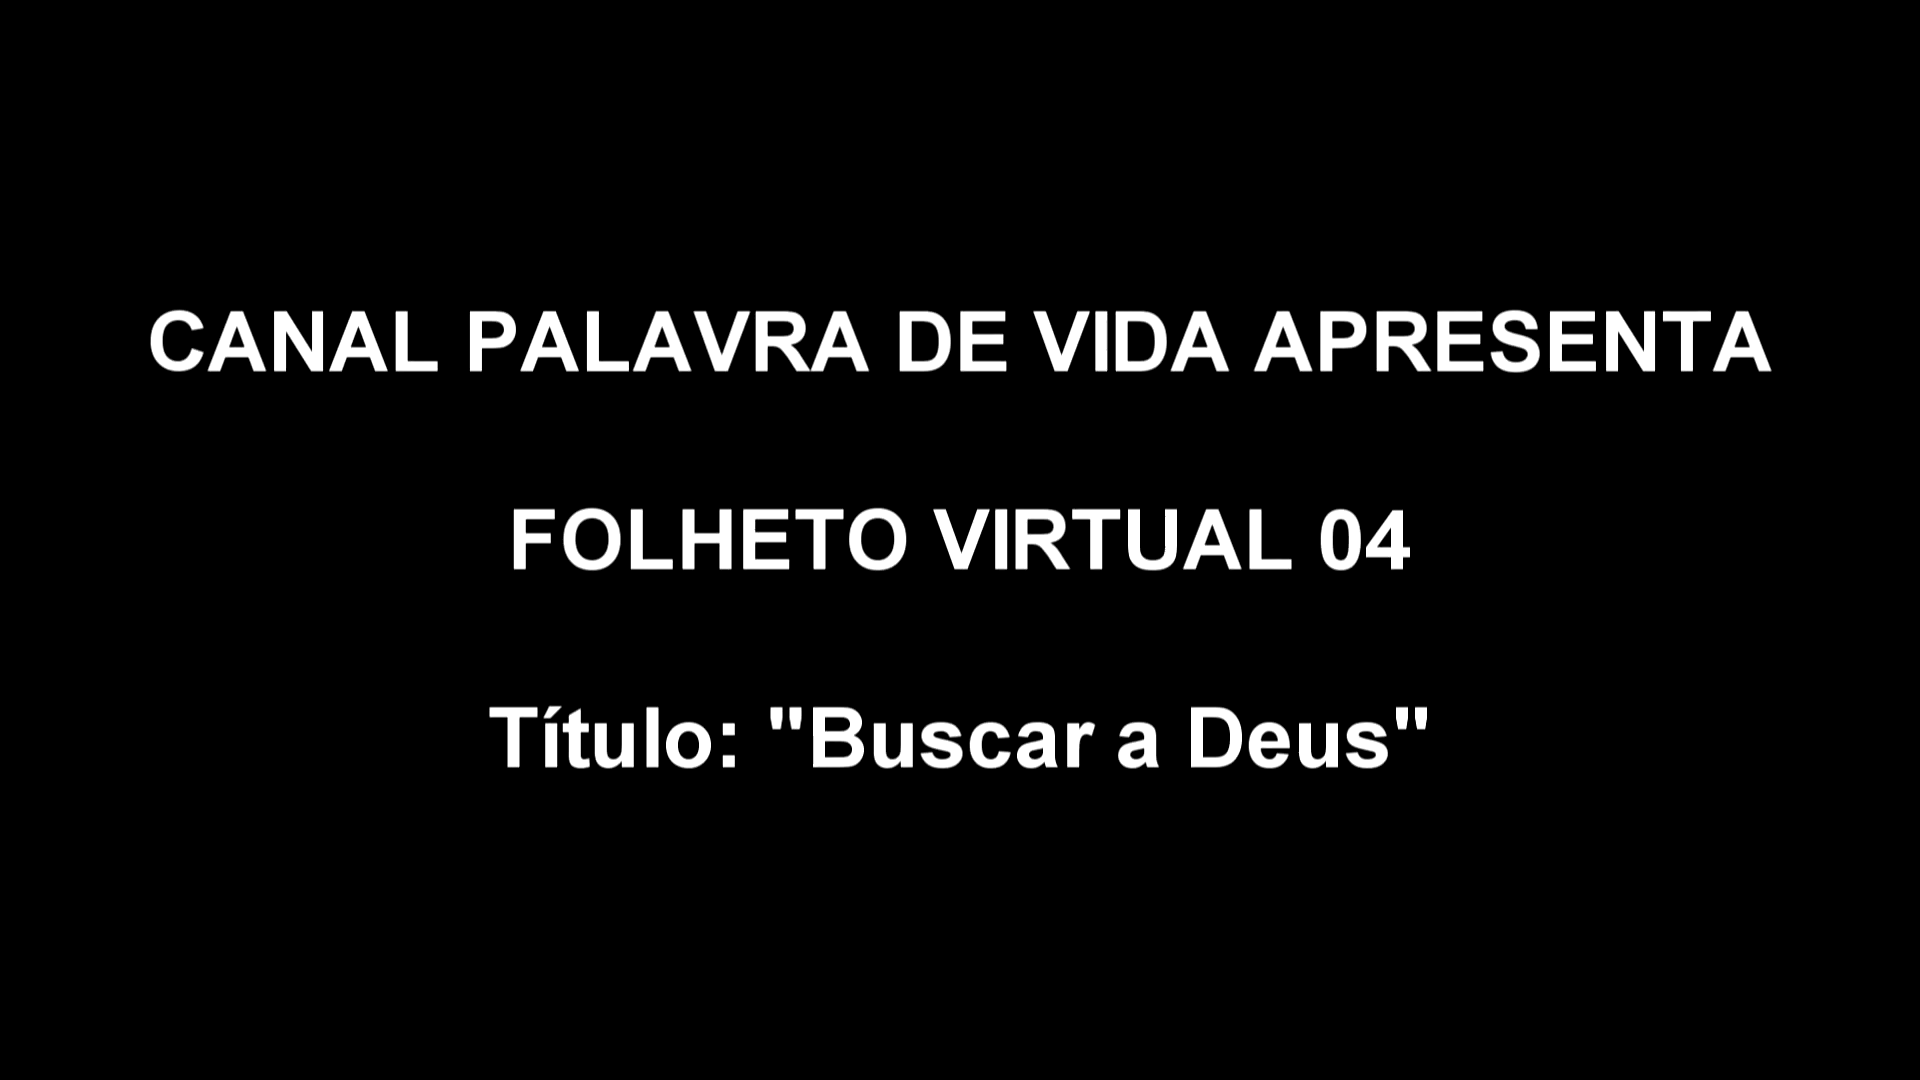 CANAL PALAVRA DE VIDA APRESENTA
FOLHETO VIRTUAL 04
Título: "Buscar a Deus"